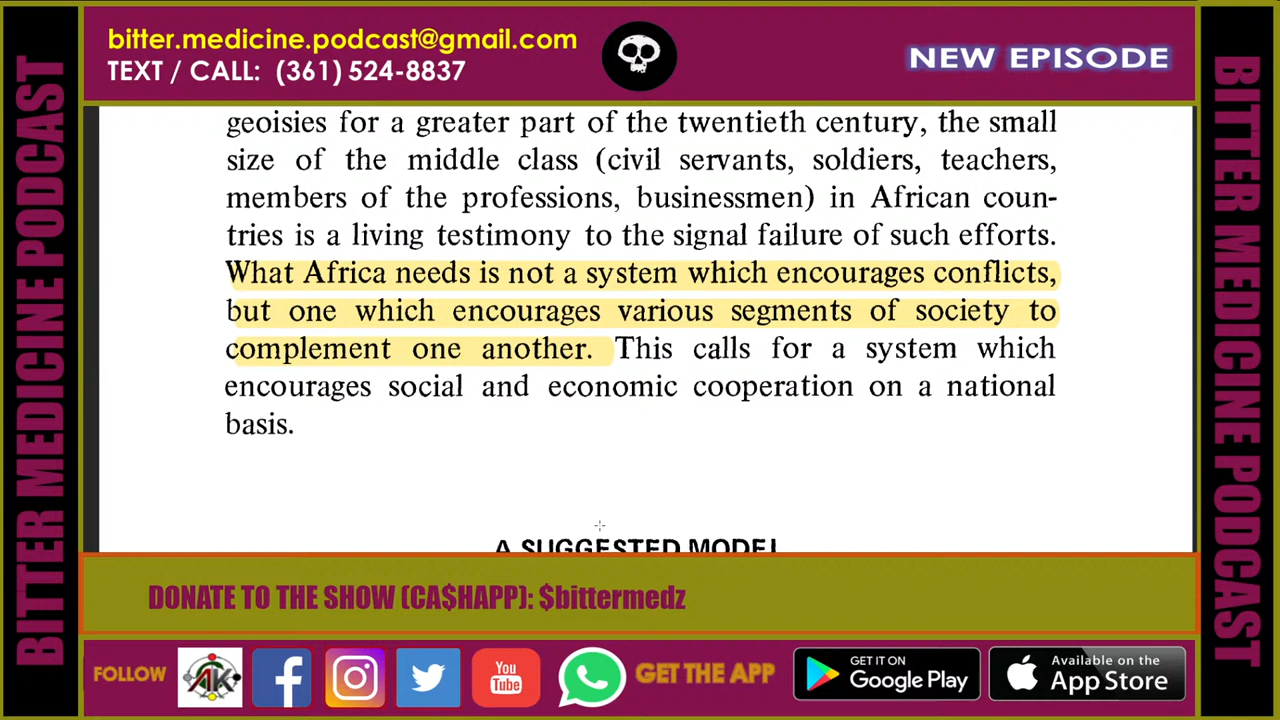 bitter.medicine.podcast@gmail.com
TEXT / CALL: (361) 524-8837
NEW EPISODE
BITTER MEDICINE PODCAST
geoisies for a greater part of the twentieth century, the small
size of the middle class (civil servants, soldiers, teachers,
members of the professions, businessmen) in African coun-
tries is a living testimony to the signal failure of such efforts.
What Africa needs is not a system which encourages conflicts,
but one which encourages various segments of society to
complement one another. This calls for a system which
encourages social and economic cooperation on a national
basis.
A SUGGESTED MODEL
BITTER MEDICINE PODCAST
DONATE TO THE SHOW (CA$HAPP): $bittermedz
FOLLOW
You
Tube
GET THE APP
GET IT ON
Google Play
Available on the
App Store